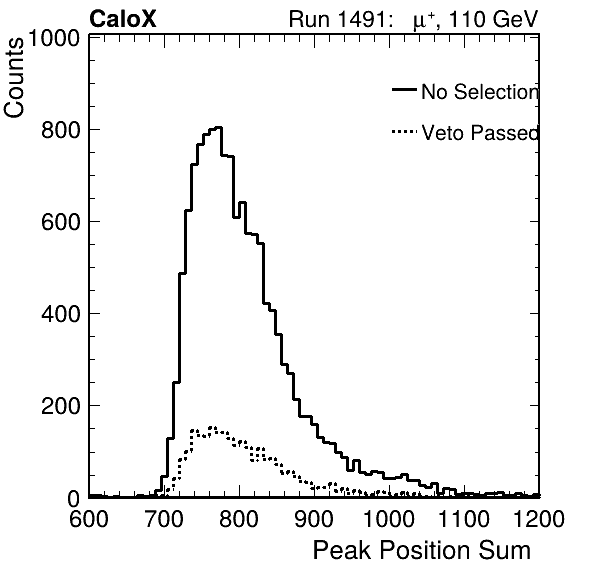 CaloX Run 1491: μ⁺, 110 GeV
Counts
1000
800
600
400
200
0
No Selection
Veto Passed
600 700 800 900 1000 1100 1200
Peak Position Sum